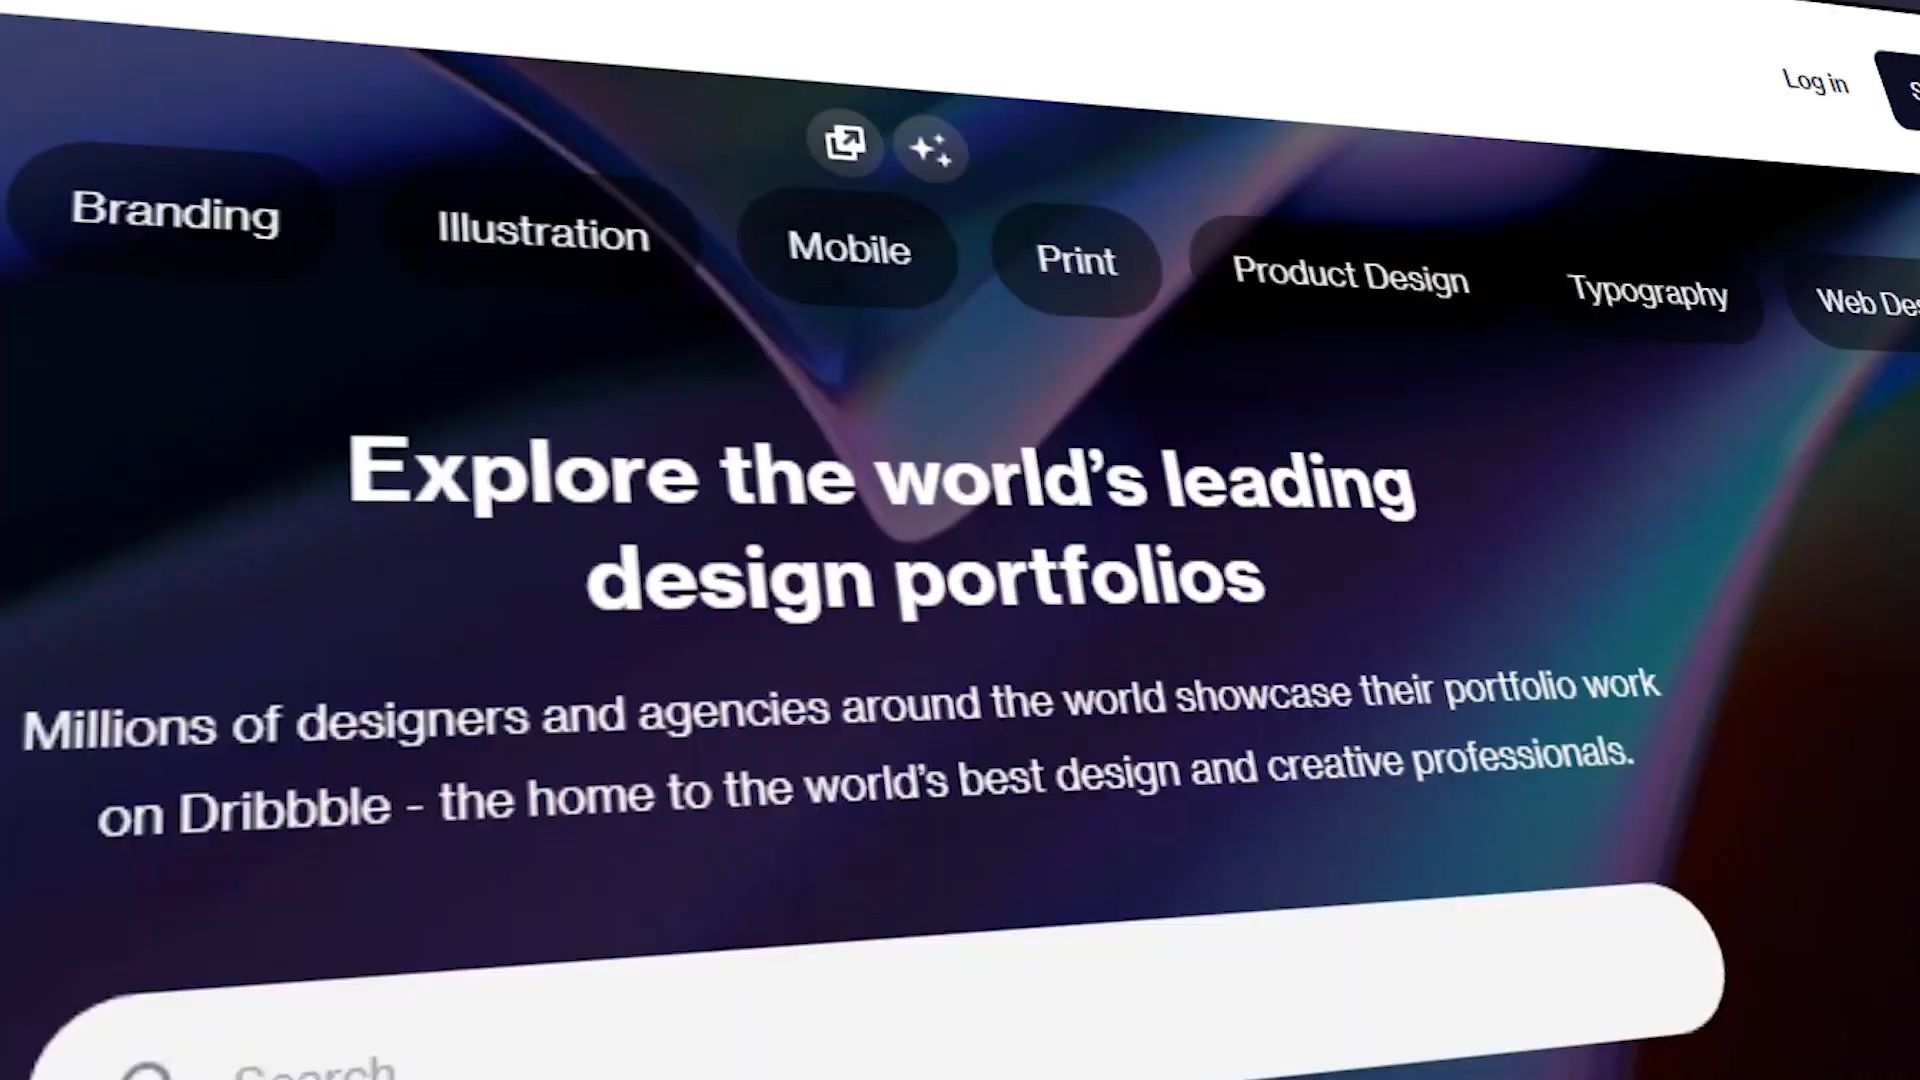 Log in
Branding
Illustration
Mobile
Print
Product Design
Typography
Web
Explore the world’s leading
design portfolios
Millions of designers and agencies around the world showcase their portfolio work
on Dribbble - the home to the world’s best design and creative professionals.
Search